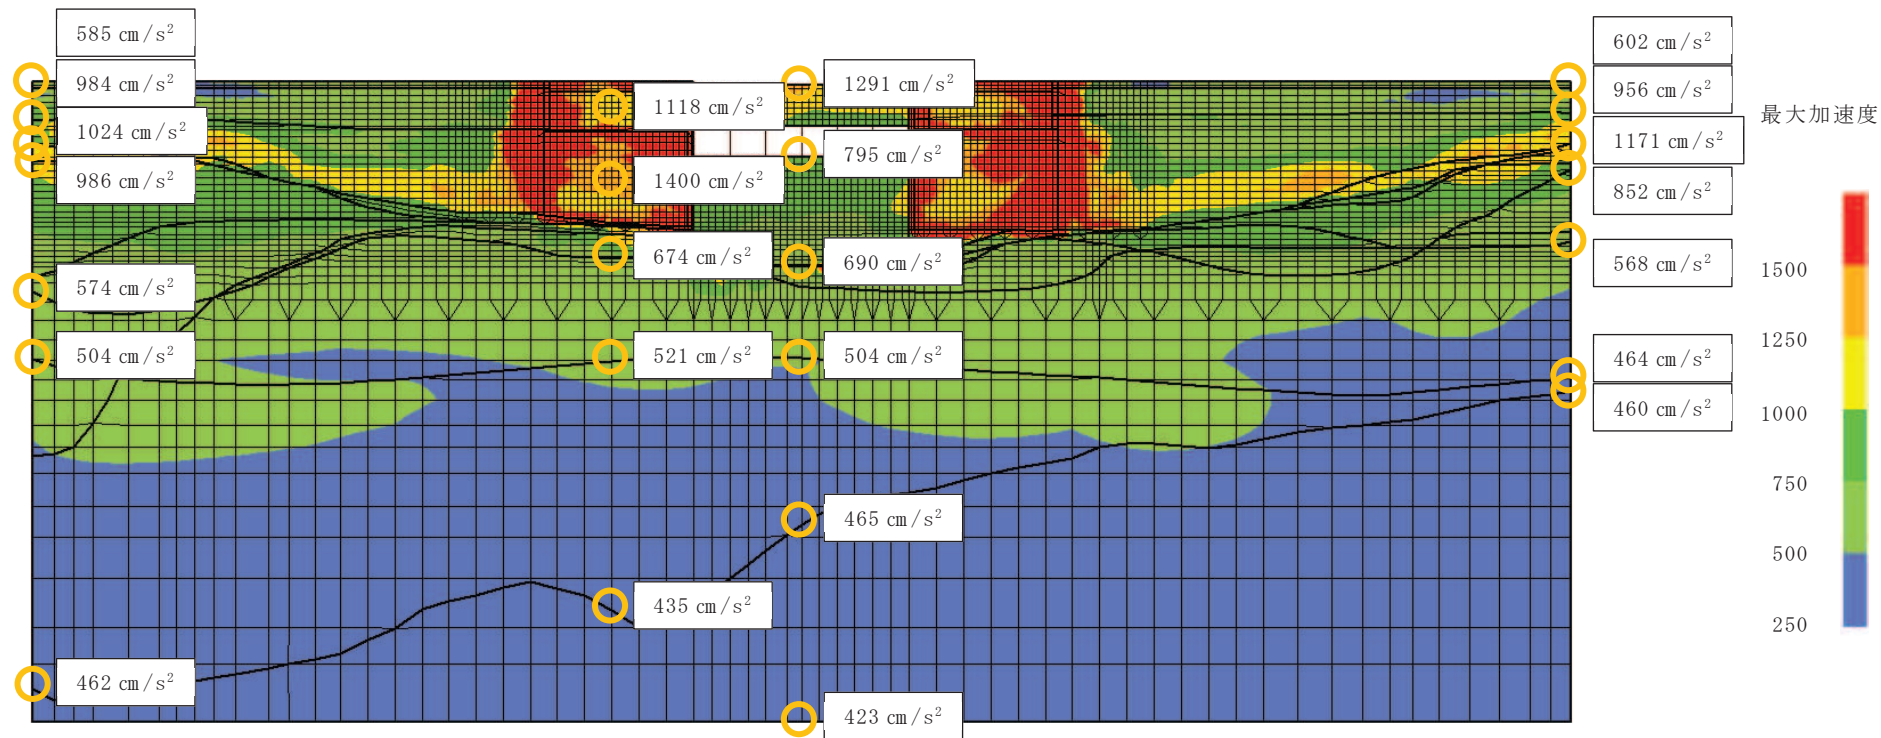 585 cm/s²
984 cm/s²
1024 cm/s²
986 cm/s²
574 cm/s²
504 cm/s²
462 cm/s²
1118 cm/s²
1400 cm/s²
674 cm/s²
521 cm/s²
435 cm/s²
1291 cm/s²
795 cm/s²
690 cm/s²
504 cm/s²
465 cm/s²
423 cm/s²
602 cm/s²
956 cm/s²
1171 cm/s²
852 cm/s²
568 cm/s²
464 cm/s²
460 cm/s²
最大加速度
1500
1250
1000
750
500
250